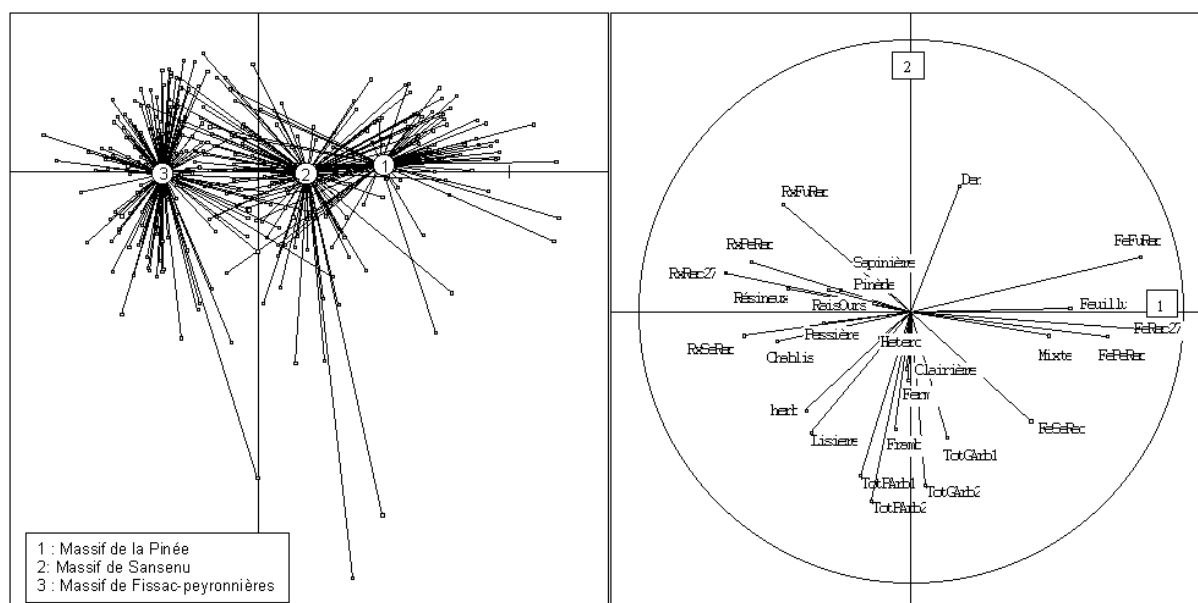 3
2
1
1 : Massif de la Pinée
2: Massif de Sansenu
3 : Massif de Fissac-peyronnières
2
RxFuRec
FeFuRec
RxPeRec
Sapinière
RxRec27
Pinède
Résineux
RaisOurs
Feuillu
1
FeRec27
RxSeRec
Pessière
Hetero
Mixte
FePeRec
Chablis
Clairière
herb
FeSeRec
Lisiere
Framb
TotGArb1
TotPArb1
TotGArb2
TotPArb2